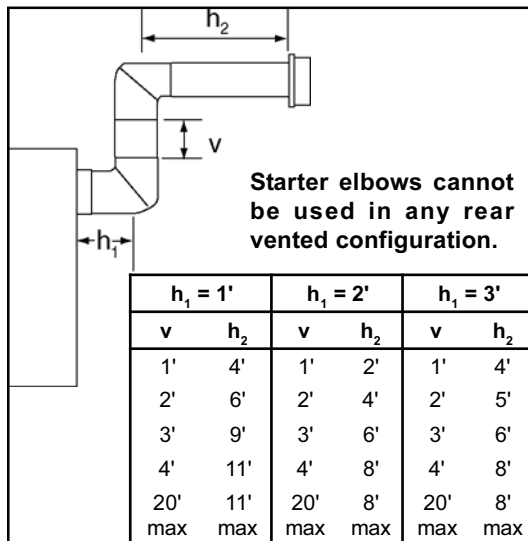 h2
v
h1
Starter elbows cannot
be used in any rear
vented configuration.
h1 = 1' h1 = 2' h1 = 3'
v h2 v h2 v h2
1' 4' 1' 2' 1' 4'
2' 6' 2' 4' 2' 5'
3' 9' 3' 6' 3' 6'
4' 11' 4' 8' 4' 8'
20' 11' 20' 8' 20' 8'
max max max max max max